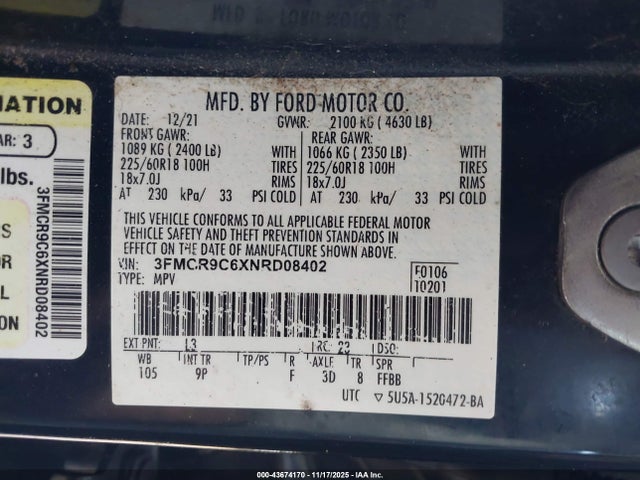 MATION
AR: 3
lbs.
S
OR
L
ION
3FMCR9C6XNRD08402
MFD. BY FORD MOTOR CO.
DATE: 12/21 GVWR: 2100 KG ( 4630 LB)
FRONT GAWR: REAR GAWR:
1089 KG ( 2400 LB) WITH 1066 KG ( 2350 LB) WITH
225/60R18 100H TIRES 225/60R18 100H TIRES
18x7.0J RIMS 18x7.0J RIMS
AT 230 kPa/ 33 PSI COLD AT 230 kPa/ 33 PSI COLD
THIS VEHICLE CONFORMS TO ALL APPLICABLE FEDERAL MOTOR
VEHICLE SAFETY AND THEFT PREVENTION STANDARDS IN
EFFECT ON THE DATE OF MANUFACTURE SHOWN ABOVE.
VIN: 3FMCR9C6XNRD08402 F0106
TYPE: MPV T0201
EXT PNT: L3 RC: 23 DSO:
WB INT TR TP/PS R AXLE TR SPR
105 9P F 3D 8 FFBB
UTC ▽ 5U5A-1520472-BA
000-43674170 11/17/2025 IAA Inc.